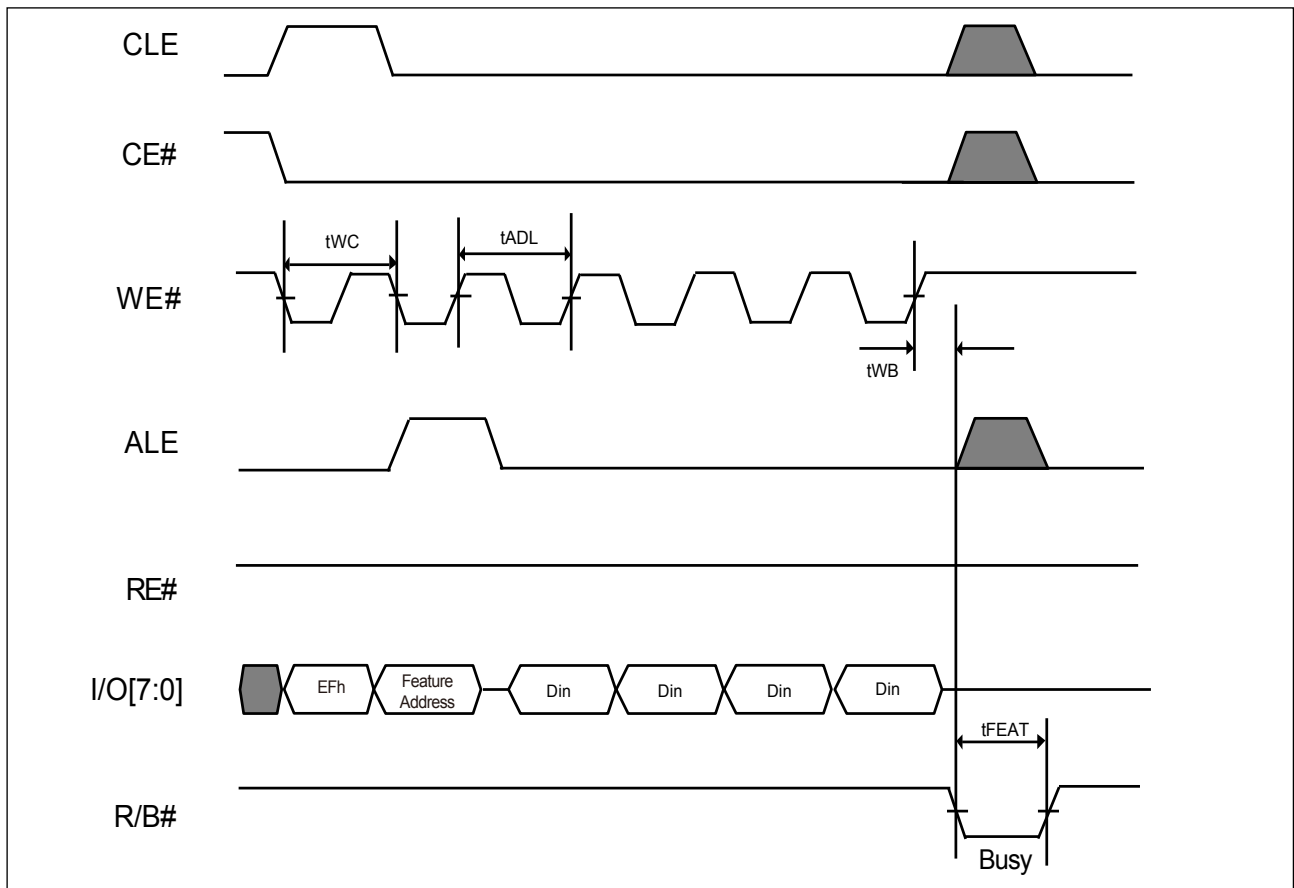 CLE
CE#
tWC
tADL
WE#
tWB
ALE
RE#
I/O[7:0]
EFh
Feature
Address
Din
Din
Din
Din
tFEAT
R/B#
Busy